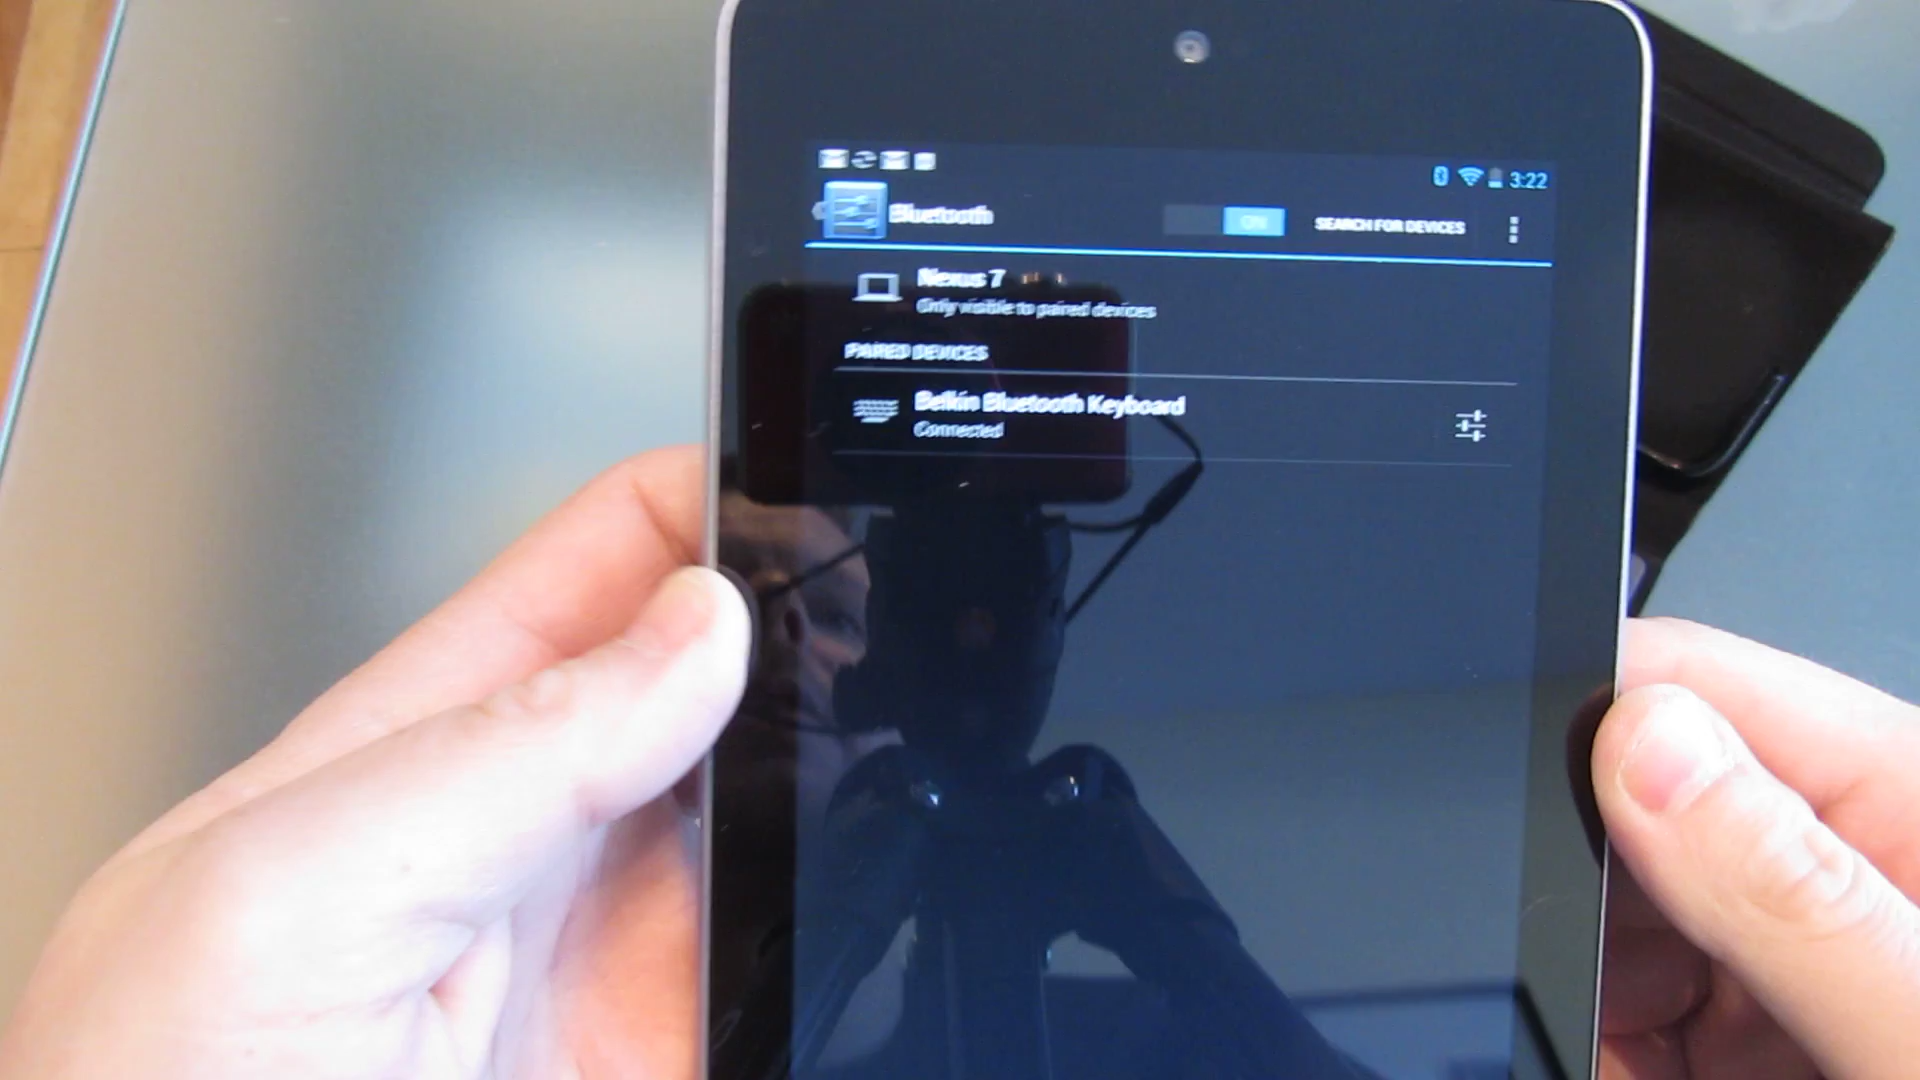 3:22
Bluetooth ON SEARCH FOR DEVICES
Nexus 7
Only visible to paired devices
PAIRED DEVICES
Belkin Bluetooth Keyboard
Connected